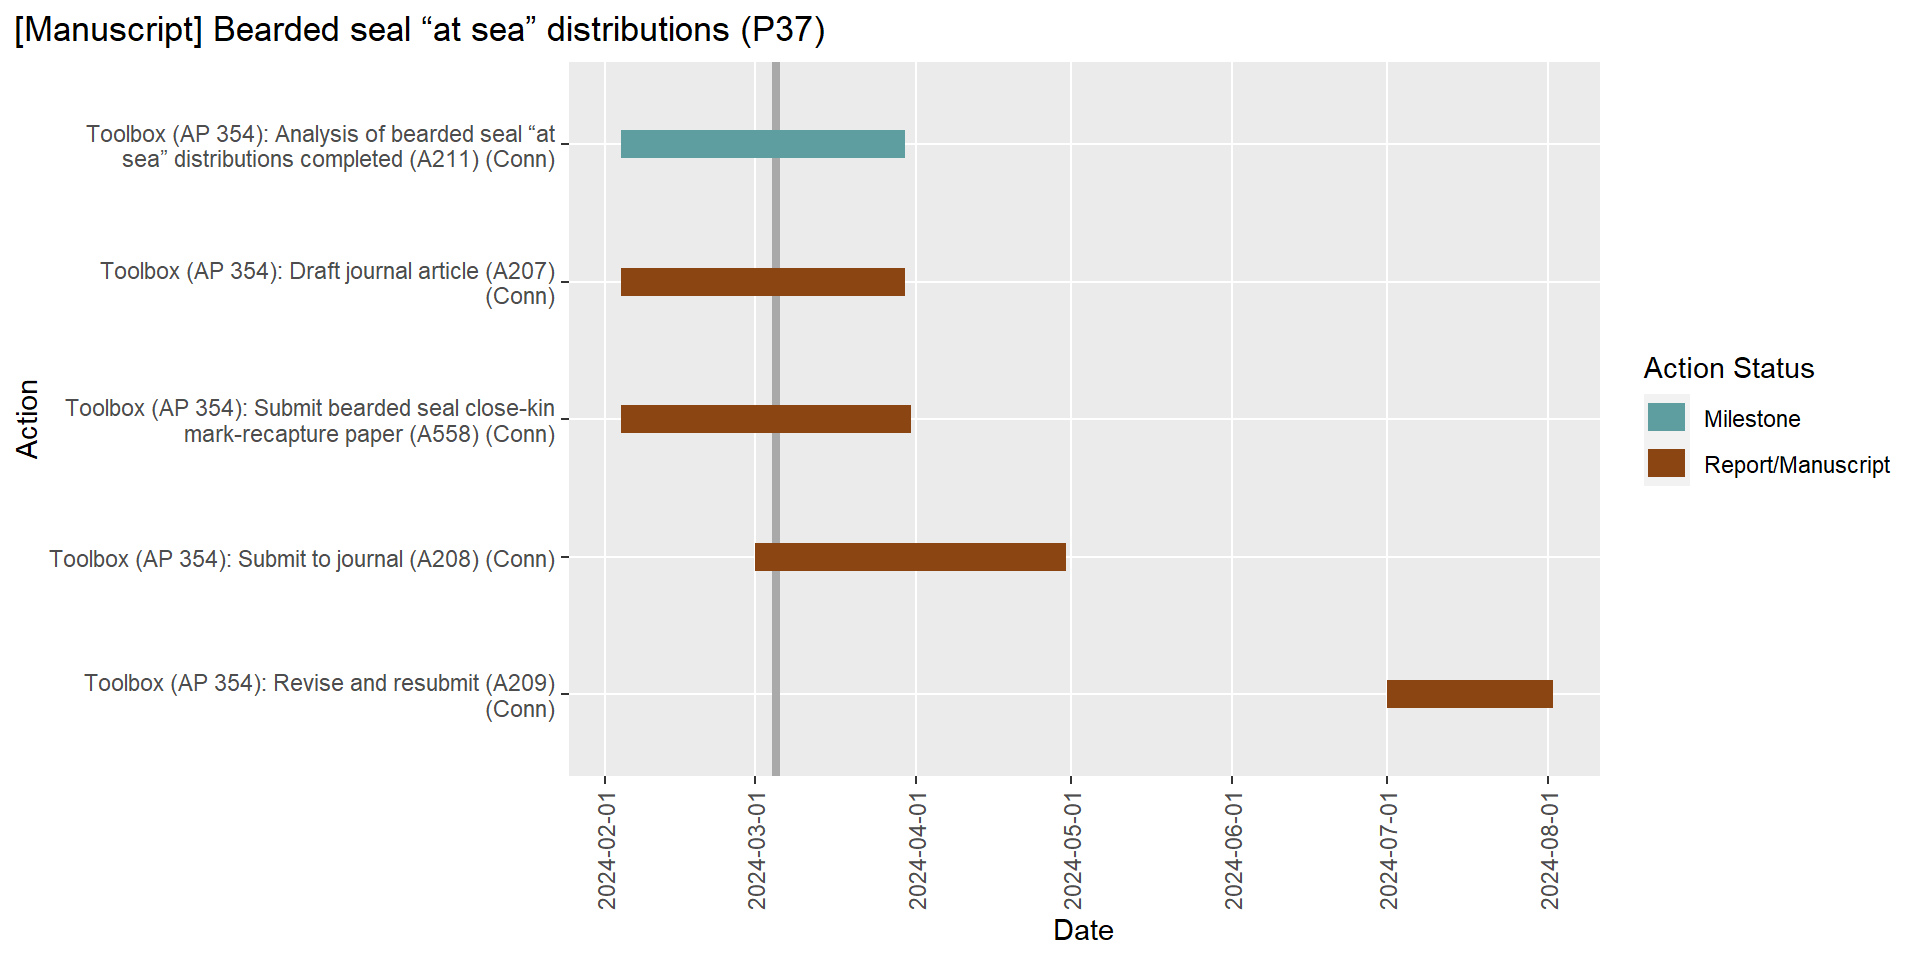 [Manuscript] Bearded seal “at sea” distributions (P37)
Toolbox (AP 354): Analysis of bearded seal “at
sea” distributions completed (A211) (Conn)
Toolbox (AP 354): Draft journal article (A207)
(Conn)
Toolbox (AP 354): Submit bearded seal close-kin
mark-recapture paper (A558) (Conn)
Toolbox (AP 354): Submit to journal (A208) (Conn)
Toolbox (AP 354): Revise and resubmit (A209)
(Conn)
Action
2024-02-01
2024-03-01
2024-04-01
2024-05-01
2024-06-01
2024-07-01
2024-08-01
Date
Action Status
Milestone
Report/Manuscript